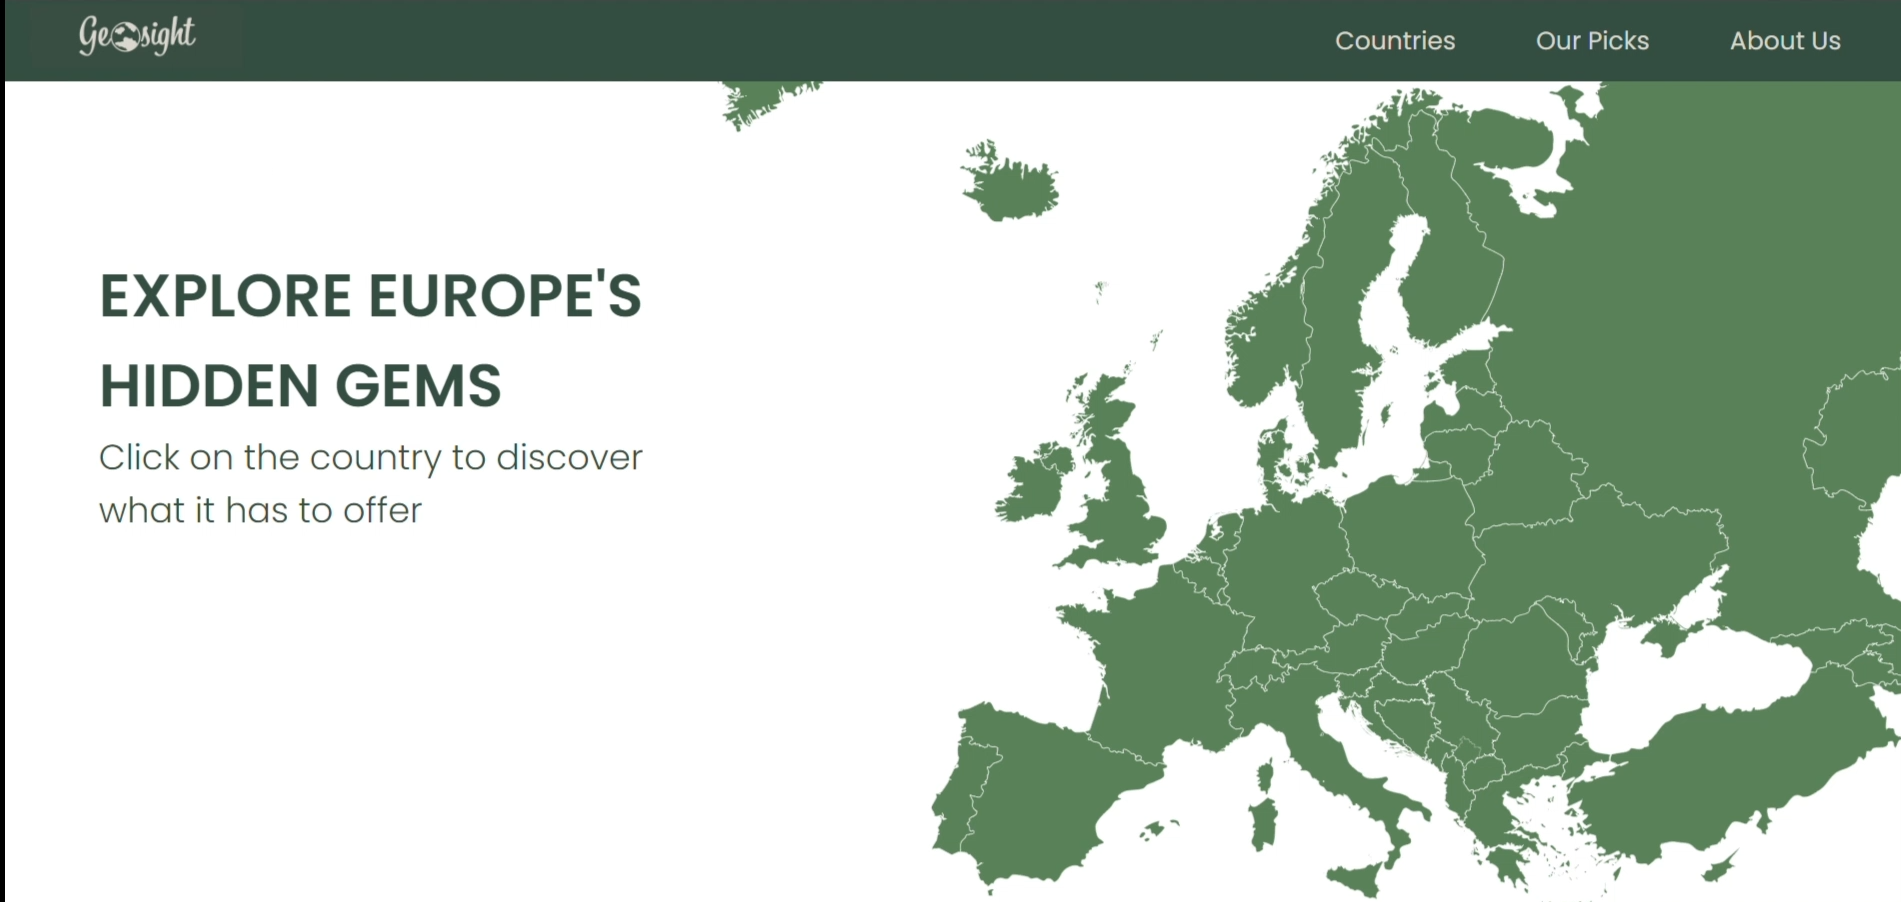 Geosight
Countries
Our Picks
About Us
EXPLORE EUROPE'S
HIDDEN GEMS
Click on the country to discover
what it has to offer